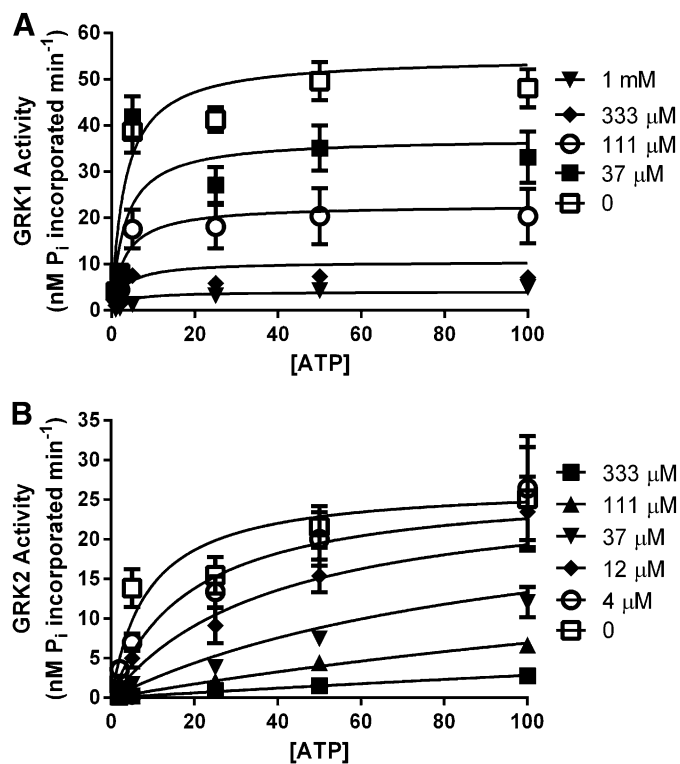 A
60
50
40
30
20
10
0
GRK1 Activity
(nM Pi incorporated min-1)
0 20 40 60 80 100
[ATP]
1 mM
333 μM
111 μM
37 μM
0
B
35
30
25
20
15
10
5
0
GRK2 Activity
(nM Pi incorporated min-1)
0 20 40 60 80 100
[ATP]
333 μM
111 μM
37 μM
12 μM
4 μM
0